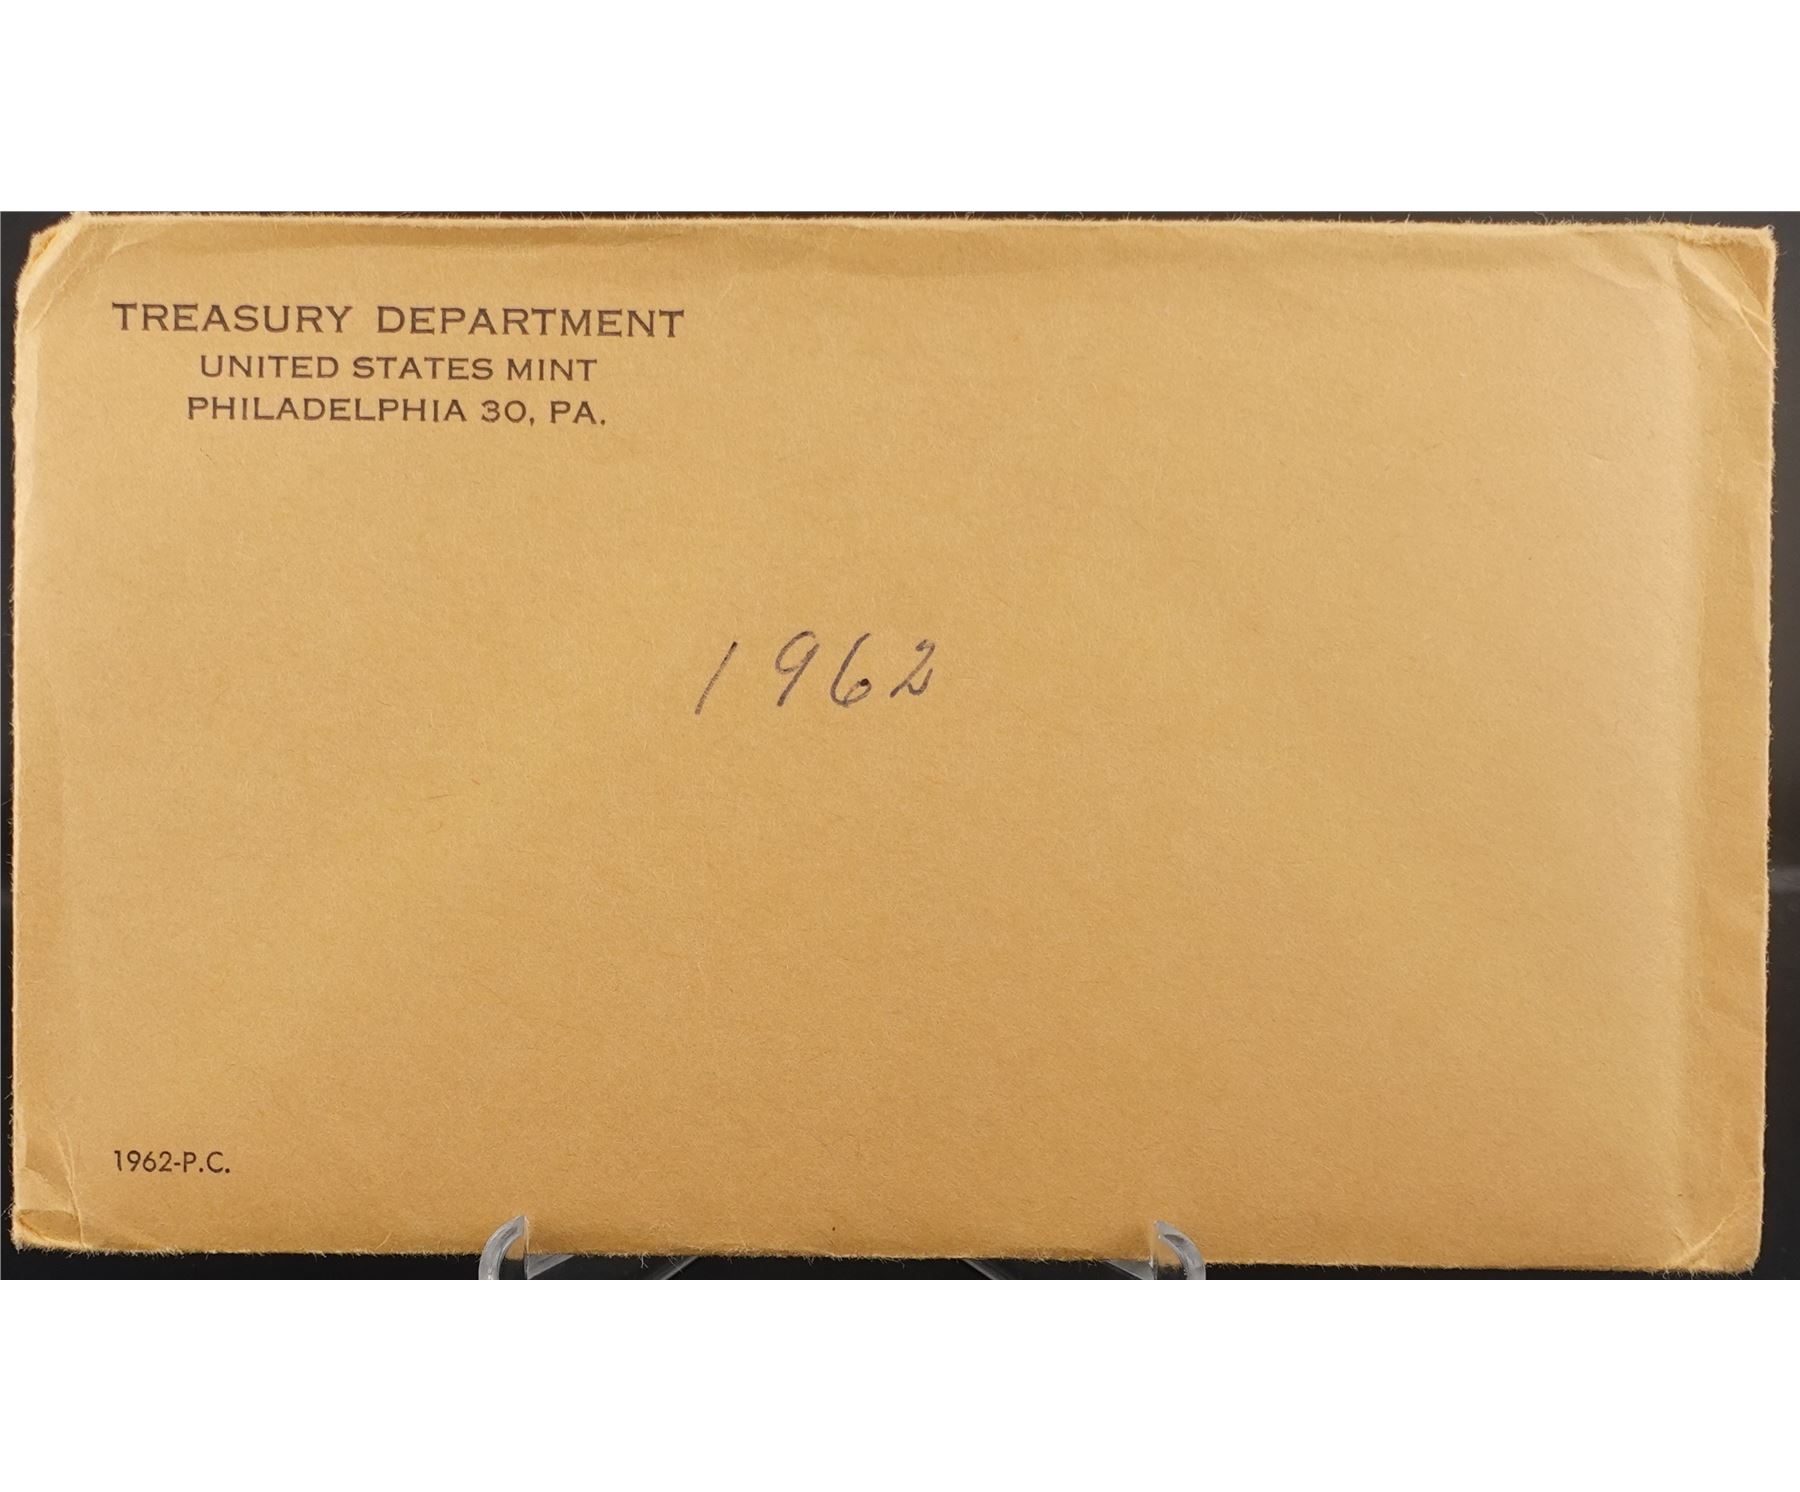 TREASURY DEPARTMENT
UNITED STATES MINT
PHILADELPHIA 30, PA.
1962
1962-P.C.